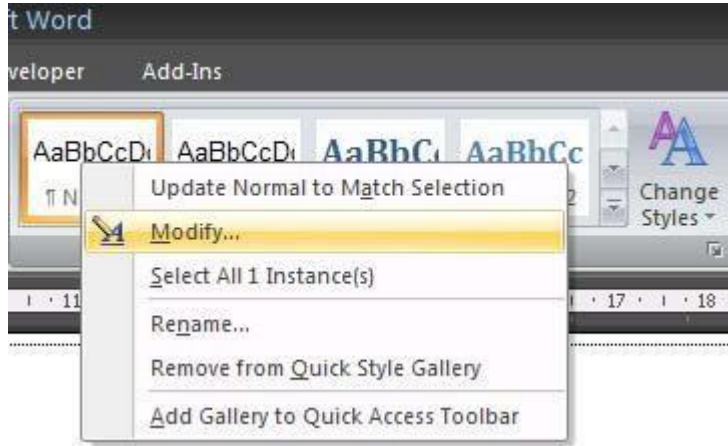 t Word
veloper Add-Ins
AaBbCcD AaBbCcD AaBbC AaBbCc
¶ N 2
Change
Styles
Update Normal to Match Selection
Modify...
Select All 1 Instance(s)
Rename...
Remove from Quick Style Gallery
Add Gallery to Quick Access Toolbar
11 17 18